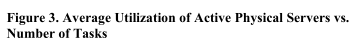 Figure 3. Average Utilization of Active Physical Servers vs.
Number of Tasks